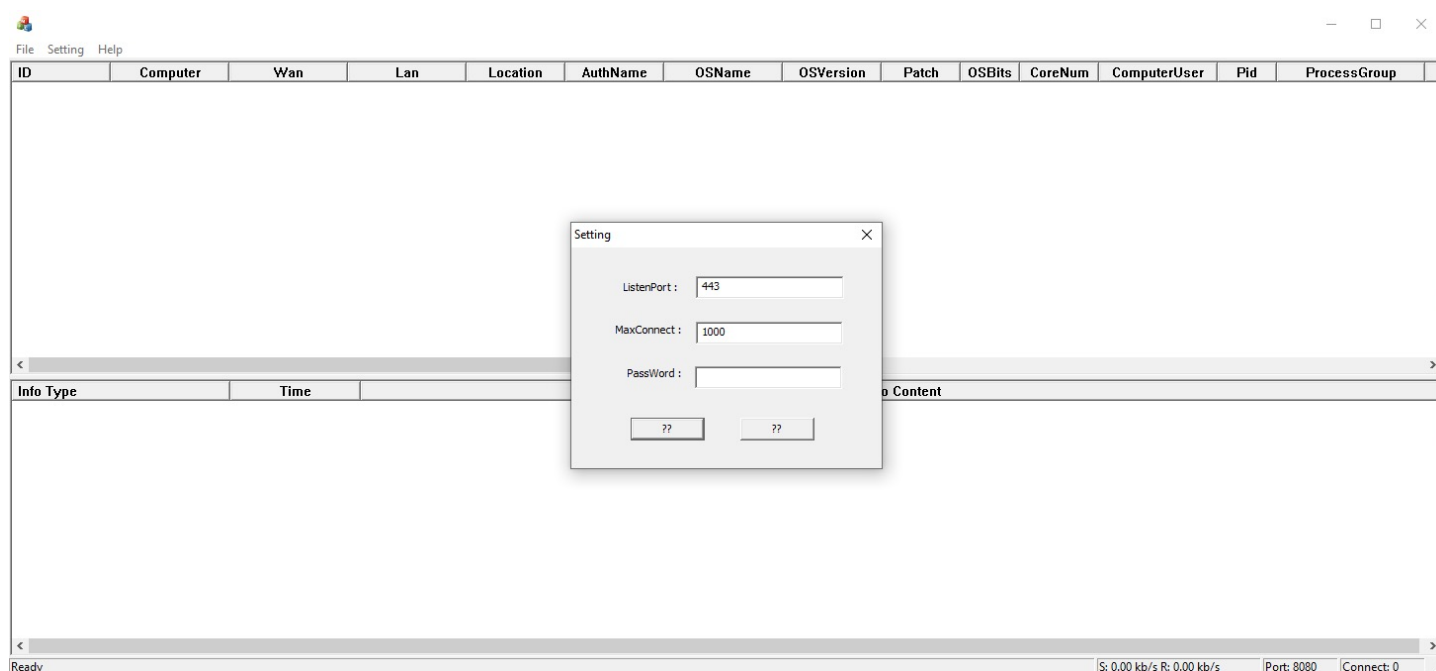 File Setting Help
ID Computer Wan Lan Location AuthName OSName OSVersion Patch OSBits CoreNum ComputerUser Pid ProcessGroup
Setting
ListenPort : 443
MaxConnect : 1000
PassWord :
?? ??
Info Type Time o Content
Ready S: 0.00 kb/s R: 0.00 kb/s Port: 8080 Connect: 0